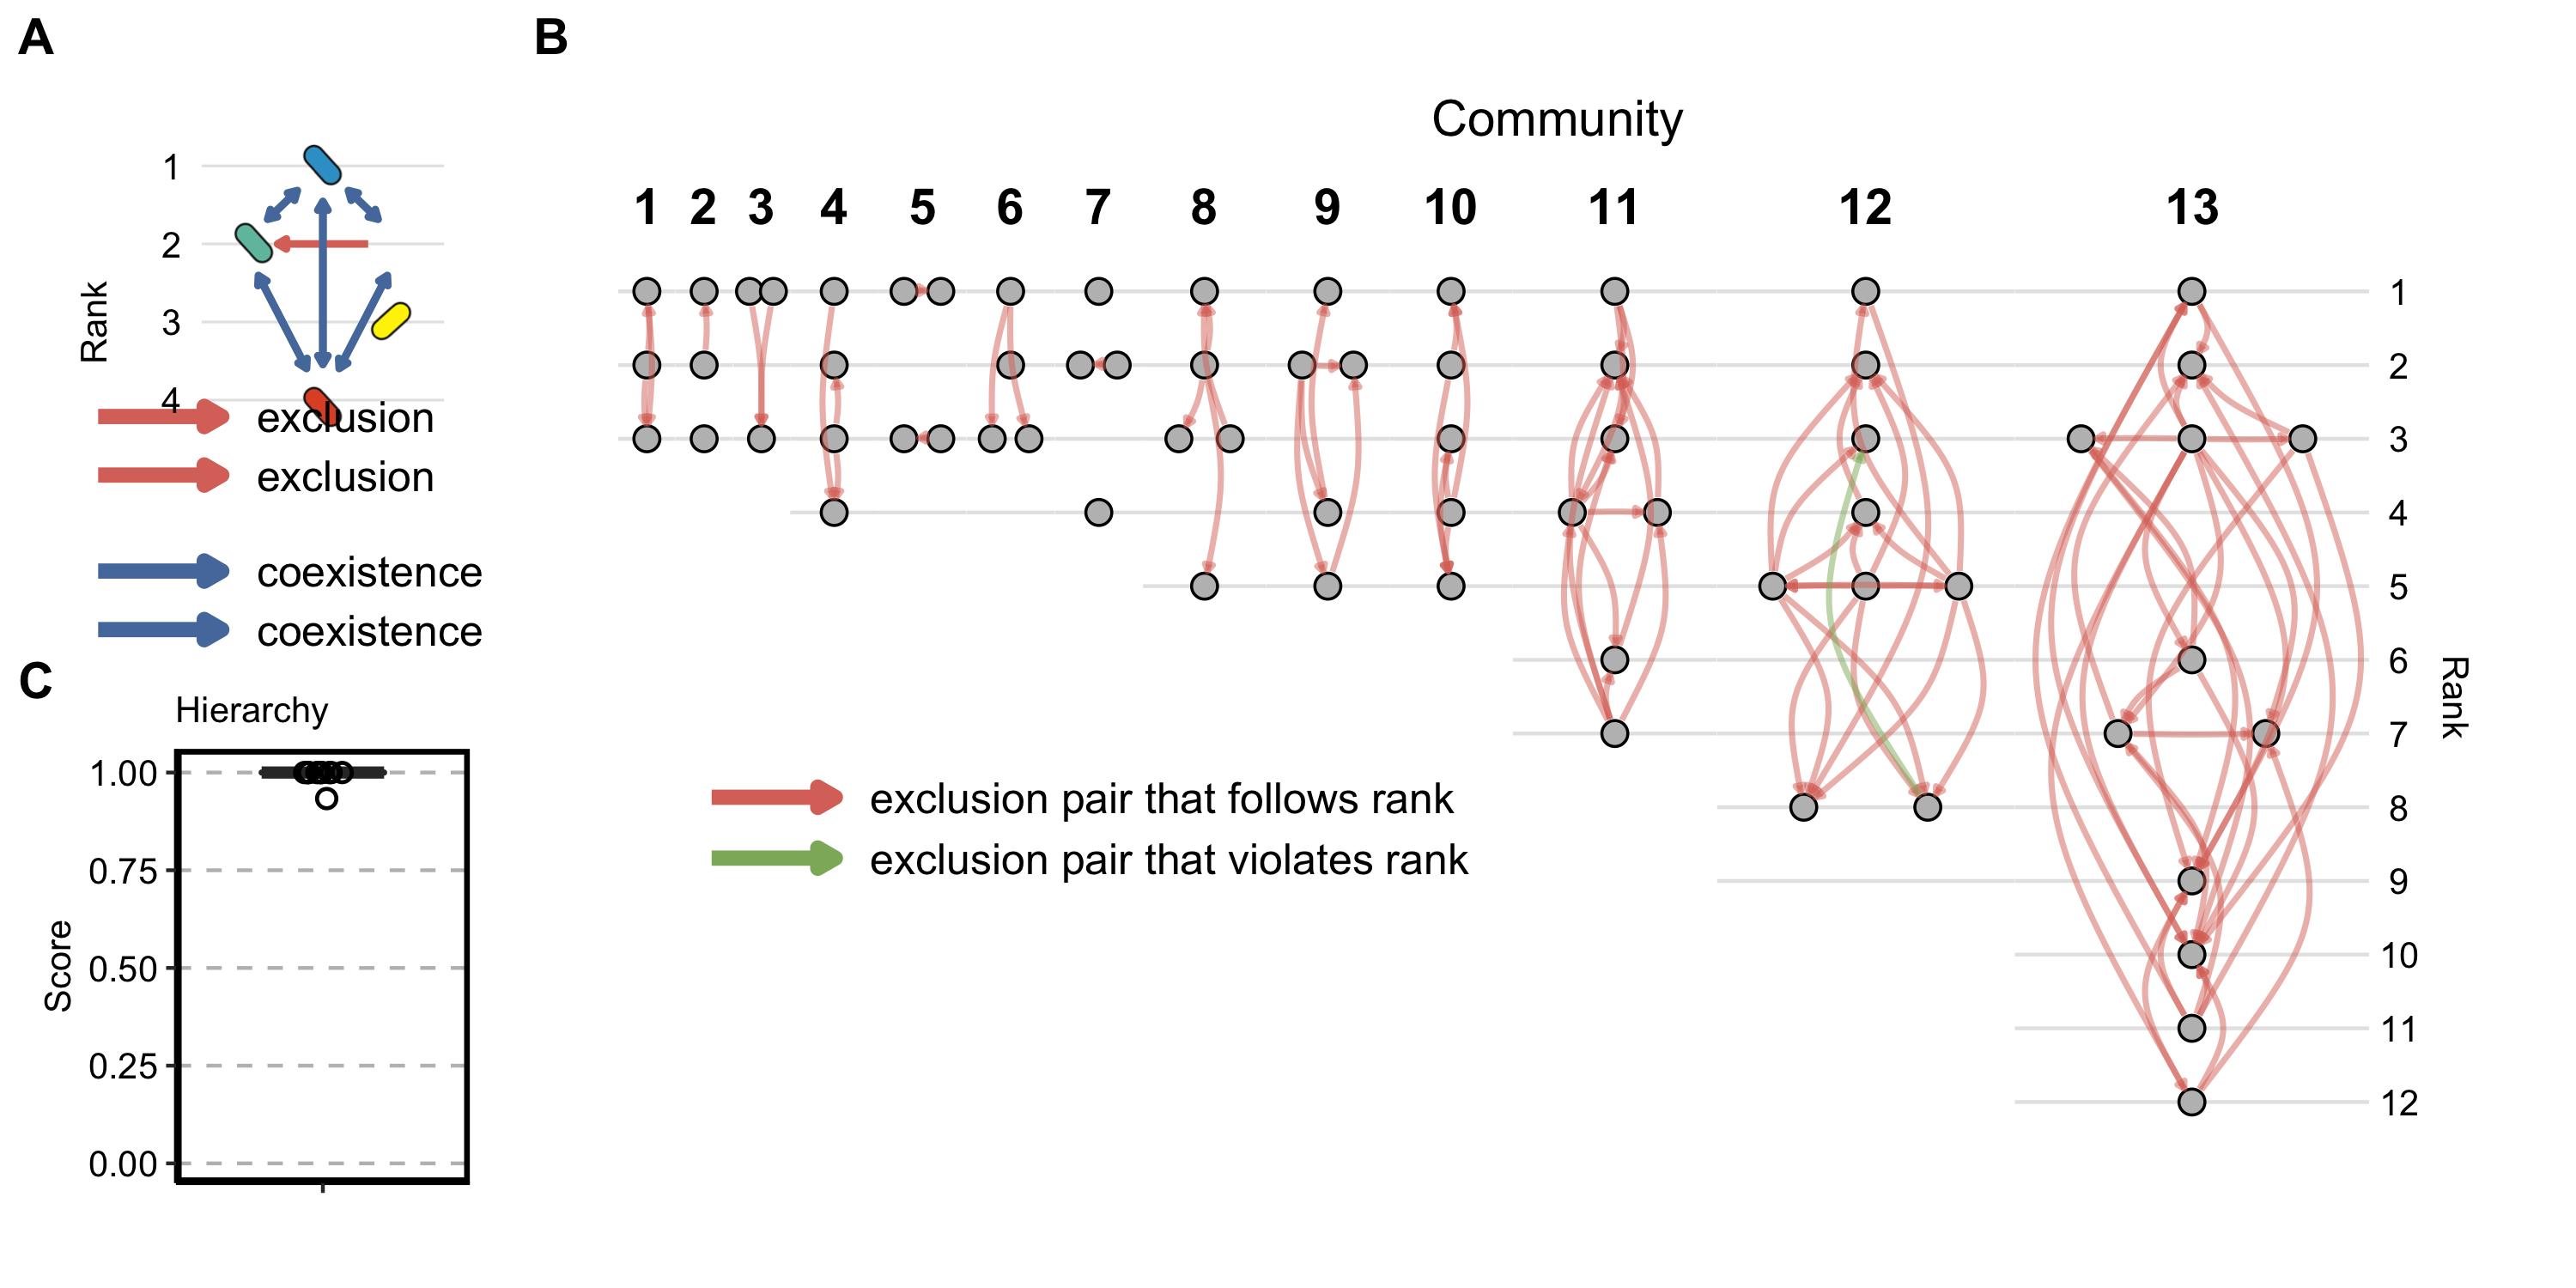 A
B
Community
1 2 3 4 5 6 7 8 9 10 11 12 13
Rank
1
2
3
4
exclusion
exclusion
coexistence
coexistence
1
2
3
4
5
6
7
8
9
10
11
12
Rank
exclusion pair that follows rank
exclusion pair that violates rank
C
Hierarchy
Score
1.00
0.75
0.50
0.25
0.00